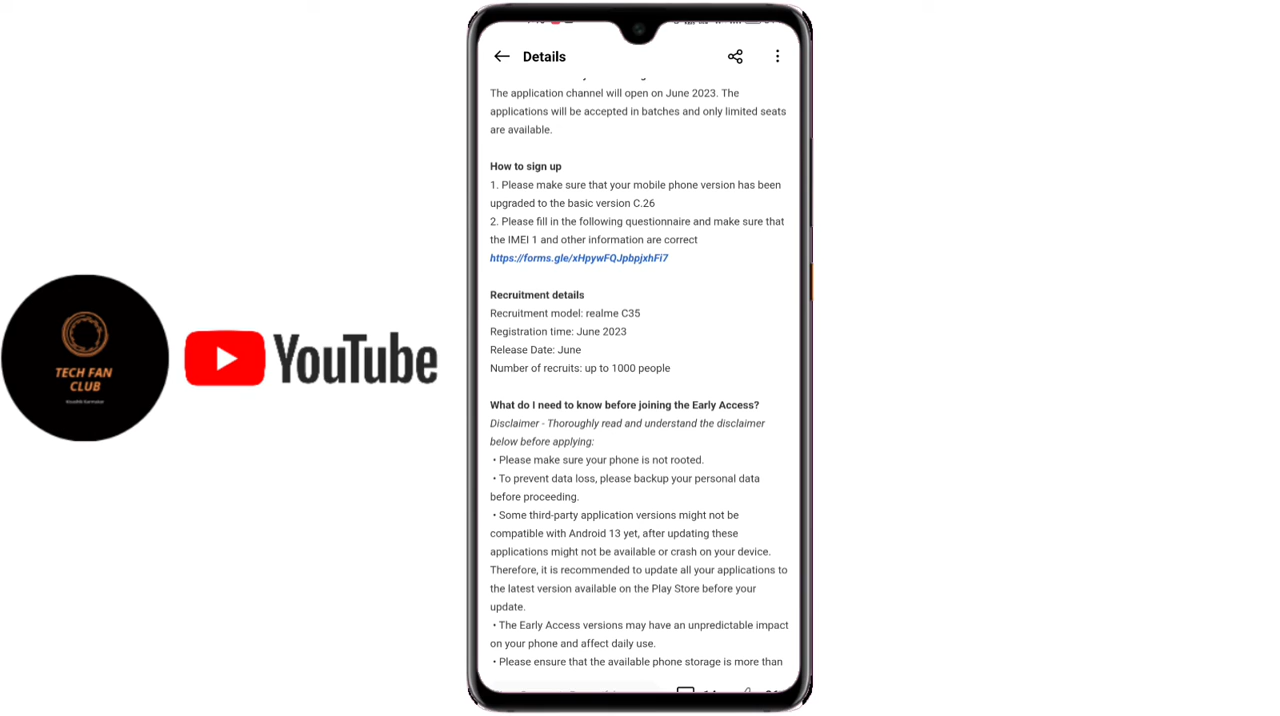 Details
The application channel will open on June 2023. The
applications will be accepted in batches and only limited seats
are available.
How to sign up
1. Please make sure that your mobile phone version has been
upgraded to the basic version C.26
2. Please fill in the following questionnaire and make sure that
the IMEI 1 and other information are correct
https://forms.gle/xHpywFQJpbpjxhFi7
Recruitment details
Recruitment model: realme C35
Registration time: June 2023
Release Date: June
Number of recruits: up to 1000 people
What do I need to know before joining the Early Access?
Disclaimer - Thoroughly read and understand the disclaimer
below before applying:
• Please make sure your phone is not rooted.
• To prevent data loss, please backup your personal data
before proceeding.
• Some third-party application versions might not be
compatible with Android 13 yet, after updating these
applications might not be available or crash on your device.
Therefore, it is recommended to update all your applications to
the latest version available on the Play Store before your
update.
• The Early Access versions may have an unpredictable impact
on your phone and affect daily use.
• Please ensure that the available phone storage is more than
TECH FAN
CLUB
YouTube